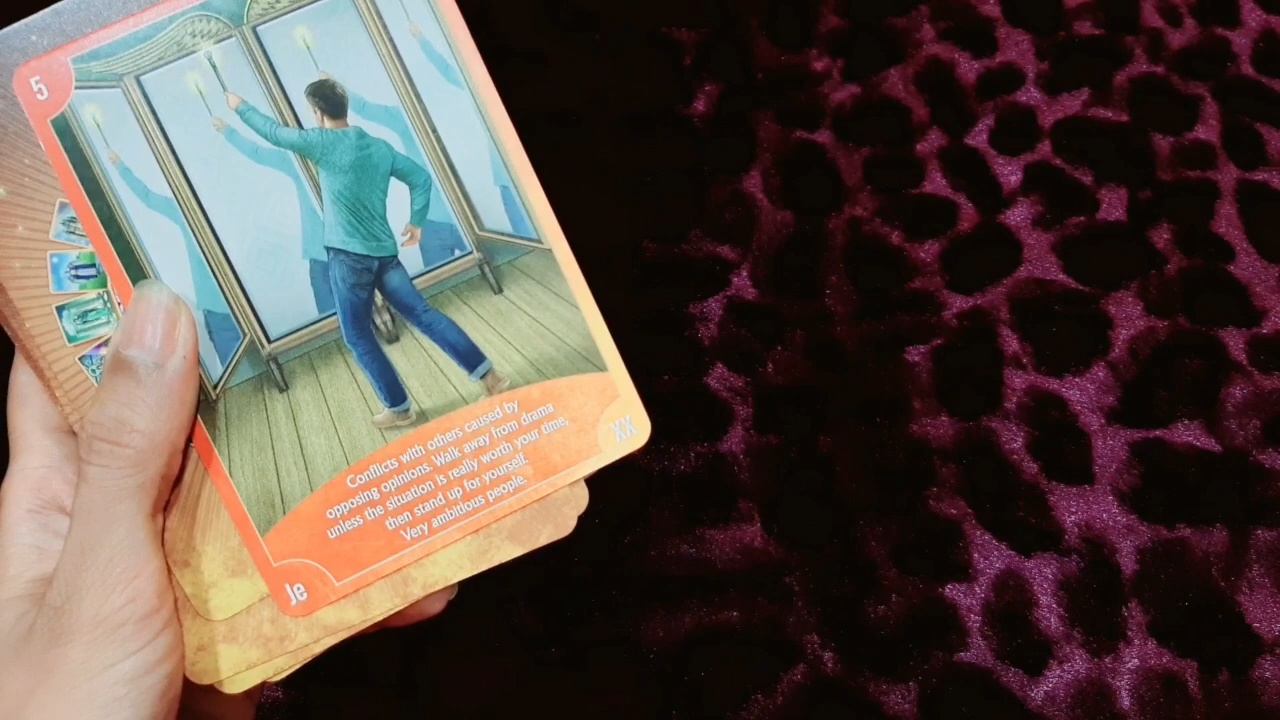 5
Conflicts with others caused by
opposing opinions. Walk away from drama
unless the situation is really worth your time,
then stand up for yourself.
Very ambitious people.
XX
Je